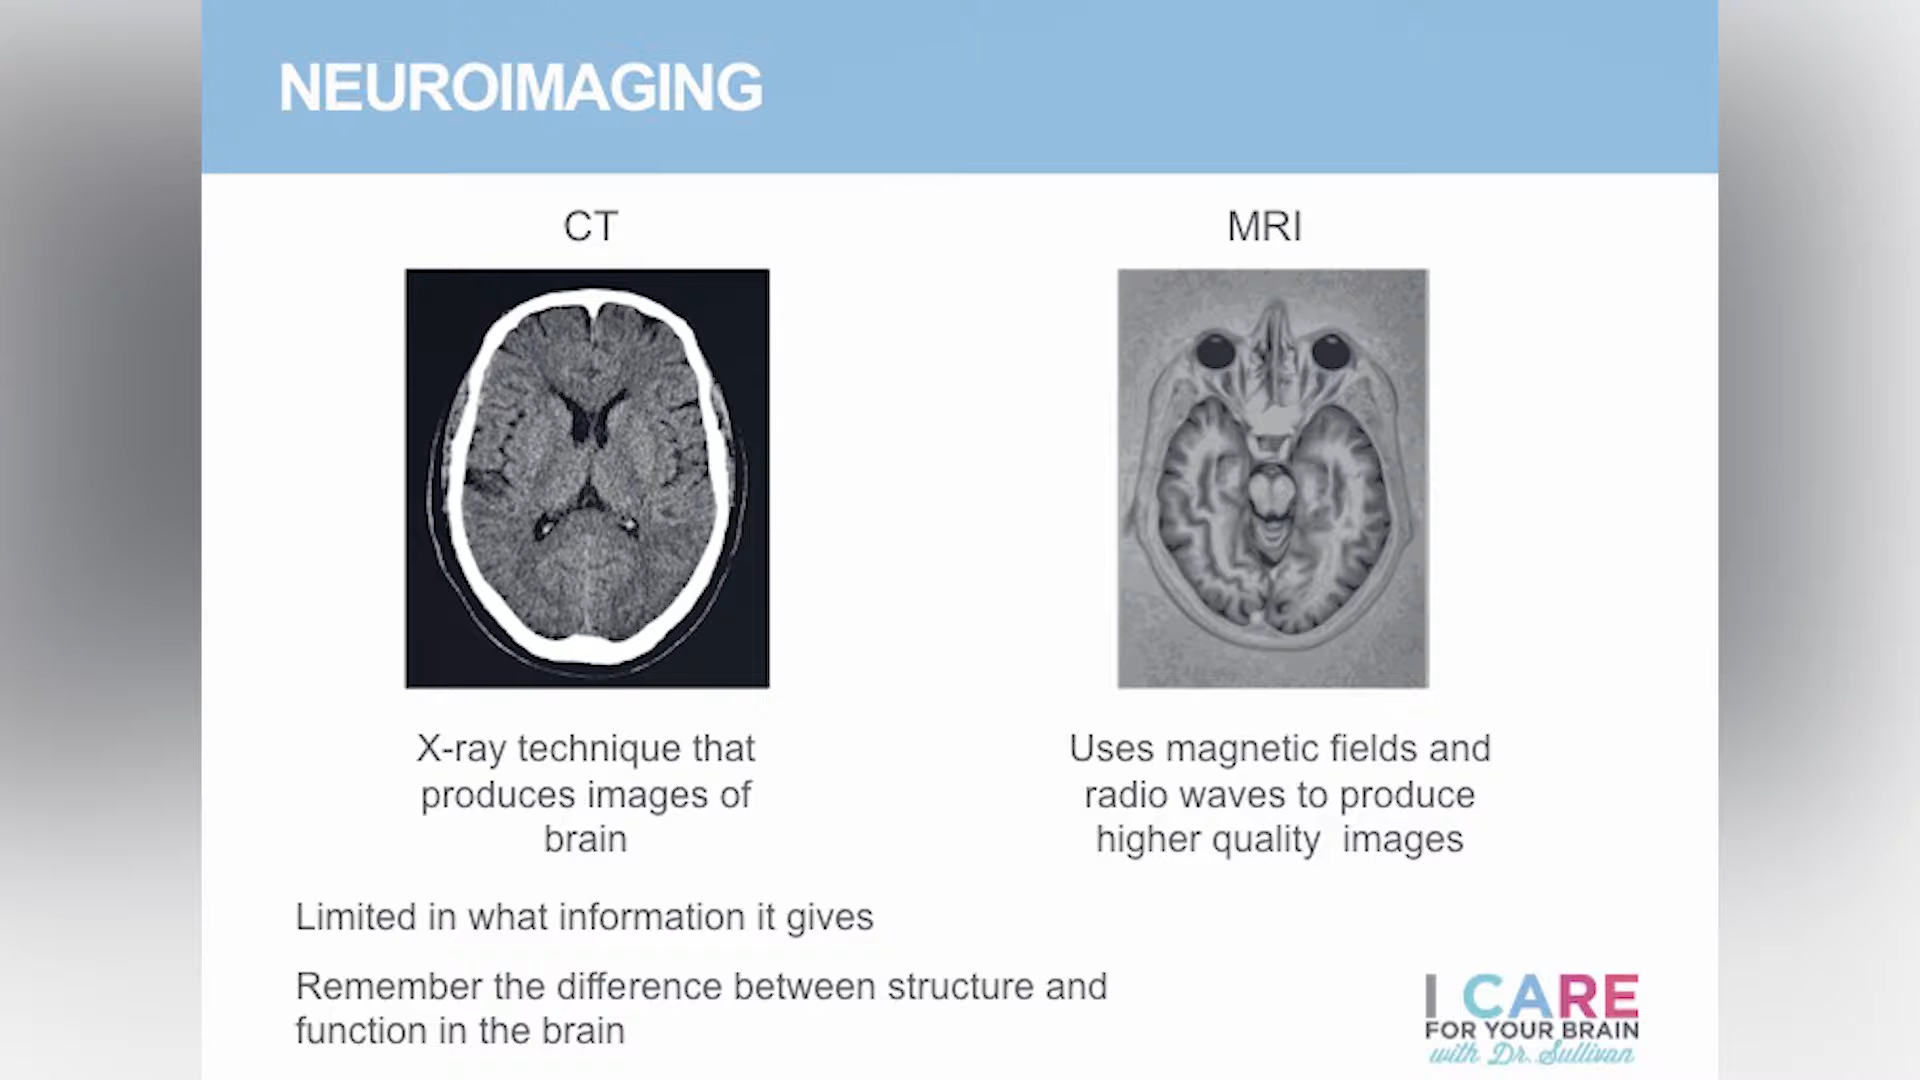 NEUROIMAGING
CT
MRI
X-ray technique that
produces images of
brain
Uses magnetic fields and
radio waves to produce
higher quality images
Limited in what information it gives
Remember the difference between structure and
function in the brain
I CARE
FOR YOUR BRAIN
with Dr. Sullivan